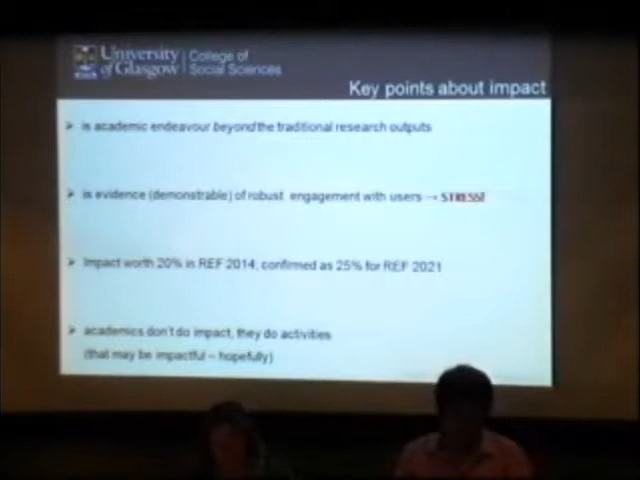 University of Glasgow
College of Social Sciences
Key points about impact
is academic endeavour beyond the traditional research outputs
is evidence (demonstrable) of robust engagement with users → STRESS!
Impact worth 20% in REF 2014; confirmed as 25% for REF 2021
academics don't do impact, they do activities
(that may be impactful – hopefully)